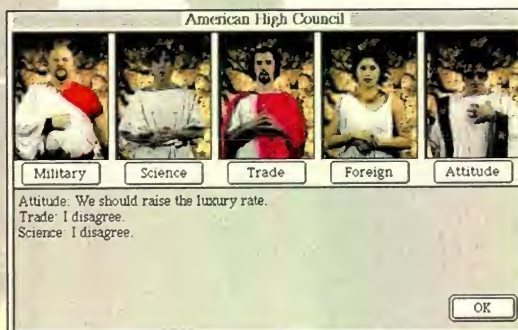 American High Council
Military
Science
Trade
Foreign
Attitude
Attitude: We should raise the luxury rate.
Trade: I disagree.
Science: I disagree.
OK